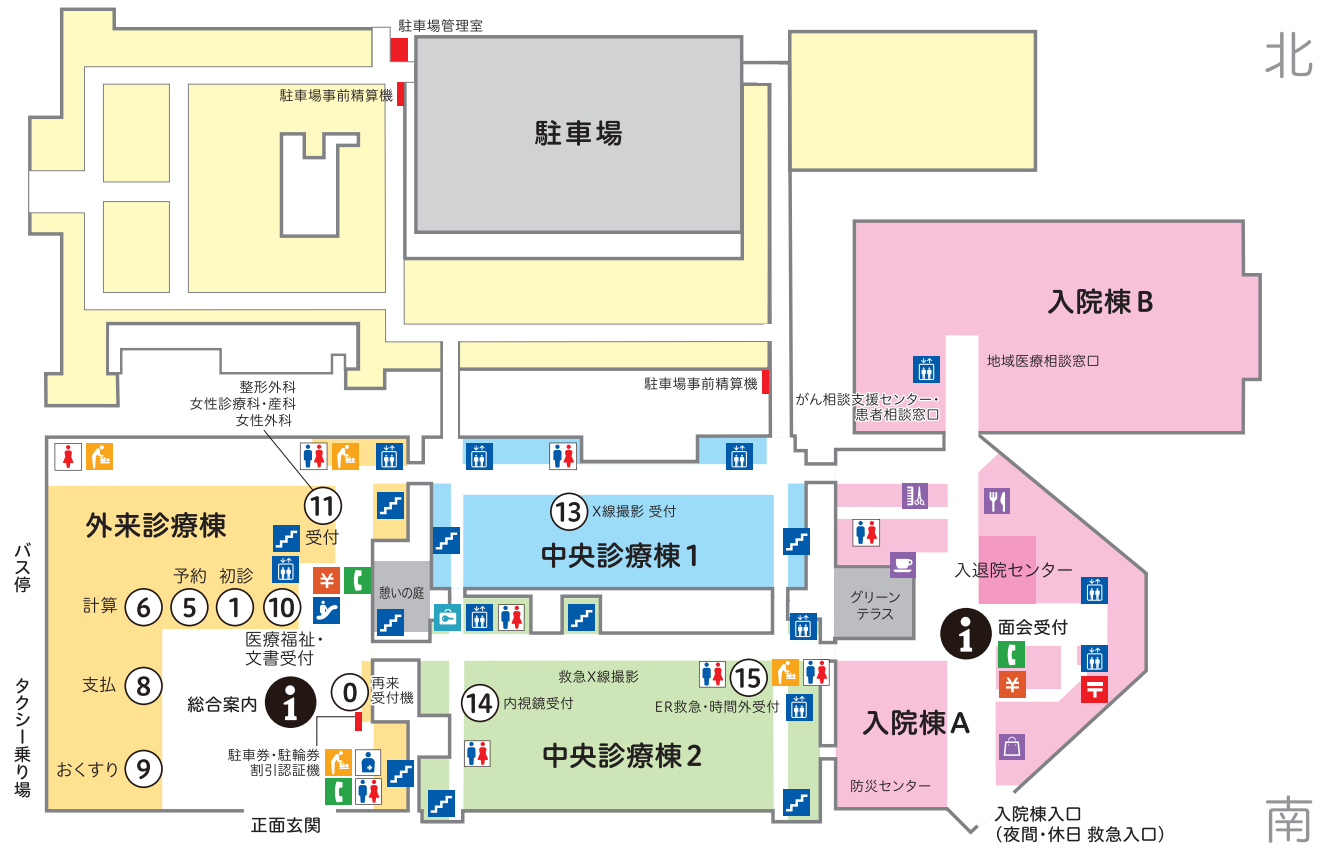 北
駐車場管理室
駐車場事前精算機
駐車場
入院棟B
地域医療相談窓口
駐車場事前精算機
がん相談支援センター・
患者相談窓口
整形外科
女性診療科・産科
女性外科
11
受付
外来診療棟
13
X線撮影 受付
中央診療棟1
バス停
予約
初診
計算
6
5
1
10
¥
憩いの庭
グリーン
テラス
入退院センター
医療福祉・
文書受付
i
面会受付
¥
〒
支払
8
総合案内
i
0
再来
受付機
14
内視鏡受付
救急X線撮影
15
ER救急・時間外受付
タクシー乗り場
おくすり
9
駐車券・駐輪券
割引認証機
中央診療棟2
入院棟A
防災センター
正面玄関
入院棟入口
(夜間・休日 救急入口)
南